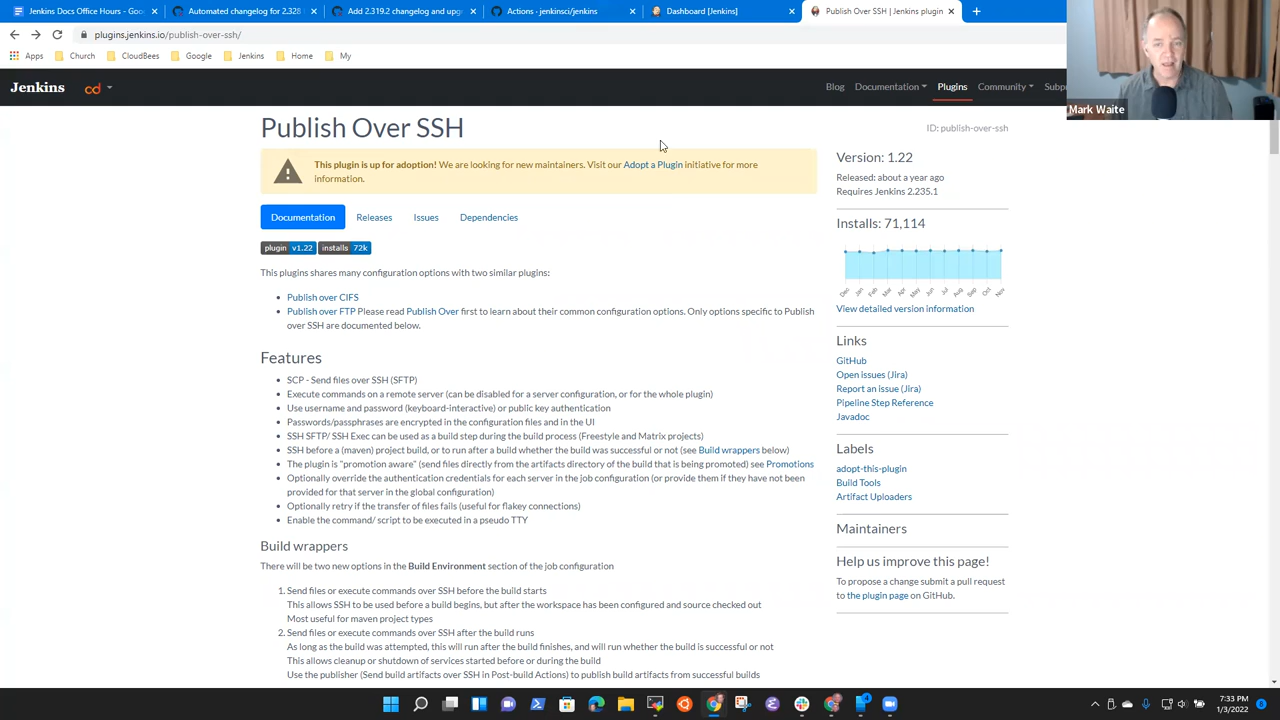 Jenkins Docs Office Hours - Goo
Automated changelog for 2.328
Add 2.319.2 changelog and upg
Actions · jenkinsci/jenkins
Dashboard [Jenkins]
Publish Over SSH | Jenkins plugin
plugins.jenkins.io/publish-over-ssh/
Apps
Church
CloudBees
Google
Jenkins
Home
My
Mark Waite
Jenkins
cd
Blog
Documentation
Plugins
Community
Supp
Publish Over SSH
ID: publish-over-ssh
This plugin is up for adoption! We are looking for new maintainers. Visit our Adopt a Plugin initiative for more
information.
Documentation
Releases
Issues
Dependencies
plugin v1.22 installs 72k
This plugins shares many configuration options with two similar plugins:
• Publish over CIFS
• Publish over FTP Please read Publish Over first to learn about their common configuration options. Only options specific to Publish
over SSH are documented below.
Features
• SCP - Send files over SSH (SFTP)
• Execute commands on a remote server (can be disabled for a server configuration, or for the whole plugin)
• Use username and password (keyboard-interactive) or public key authentication
• Passwords/passphrases are encrypted in the configuration files and in the UI
• SSH SFTP/ SSH Exec can be used as a build step during the build process (Freestyle and Matrix projects)
• SSH before a (maven) project build, or to run after a build whether the build was successful or not (see Build wrappers below)
• The plugin is "promotion aware" (send files directly from the artifacts directory of the build that is being promoted) see Promotions
• Optionally override the authentication credentials for each server in the job configuration (or provide them if they have not been
provided for that server in the global configuration)
• Optionally retry if the transfer of files fails (useful for flakey connections)
• Enable the command/ script to be executed in a pseudo TTY
Build wrappers
There will be two new options in the Build Environment section of the job configuration
1. Send files or execute commands over SSH before the build starts
This allows SSH to be used before a build begins, but after the workspace has been configured and source checked out
Most useful for maven project types
2. Send files or execute commands over SSH after the build runs
As long as the build was attempted, this will run after the build finishes, and will run whether the build is successful or not
This allows cleanup or shutdown of services started before or during the build
Use the publisher (Send build artifacts over SSH in Post-build Actions) to publish build artifacts from successful builds
Version: 1.22
Released: about a year ago
Requires Jenkins 2.235.1
Installs: 71,114
Dec Jan Feb Mar Apr May Jun Jul Aug Sep Oct Nov
View detailed version information
Links
GitHub
Open issues (Jira)
Report an issue (Jira)
Pipeline Step Reference
Javadoc
Labels
adopt-this-plugin
Build Tools
Artifact Uploaders
Maintainers
Help us improve this page!
To propose a change submit a pull request
to the plugin page on GitHub.
7:33 PM
1/3/2022